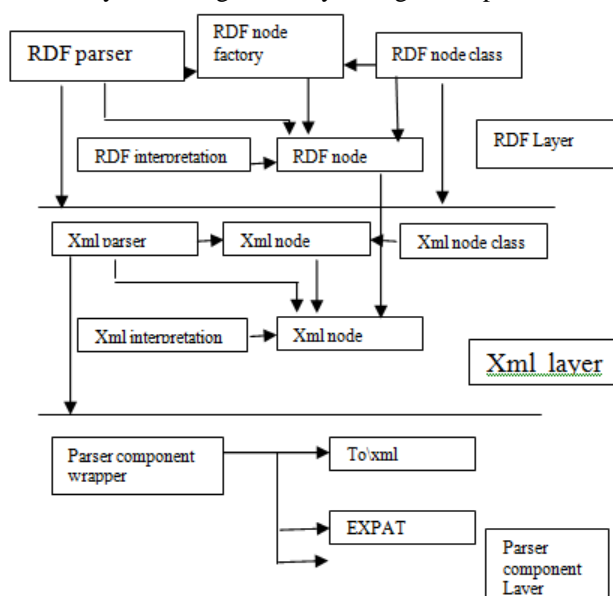 RDF parser
RDF node
factory
RDF node class
RDF interpretation
RDF node
RDF Layer
Xml parser
Xml node
Xml node class
Xml interpretation
Xml node
Xml layer
Parser component
wrapper
To\xml
EXPAT
Parser
component
Layer